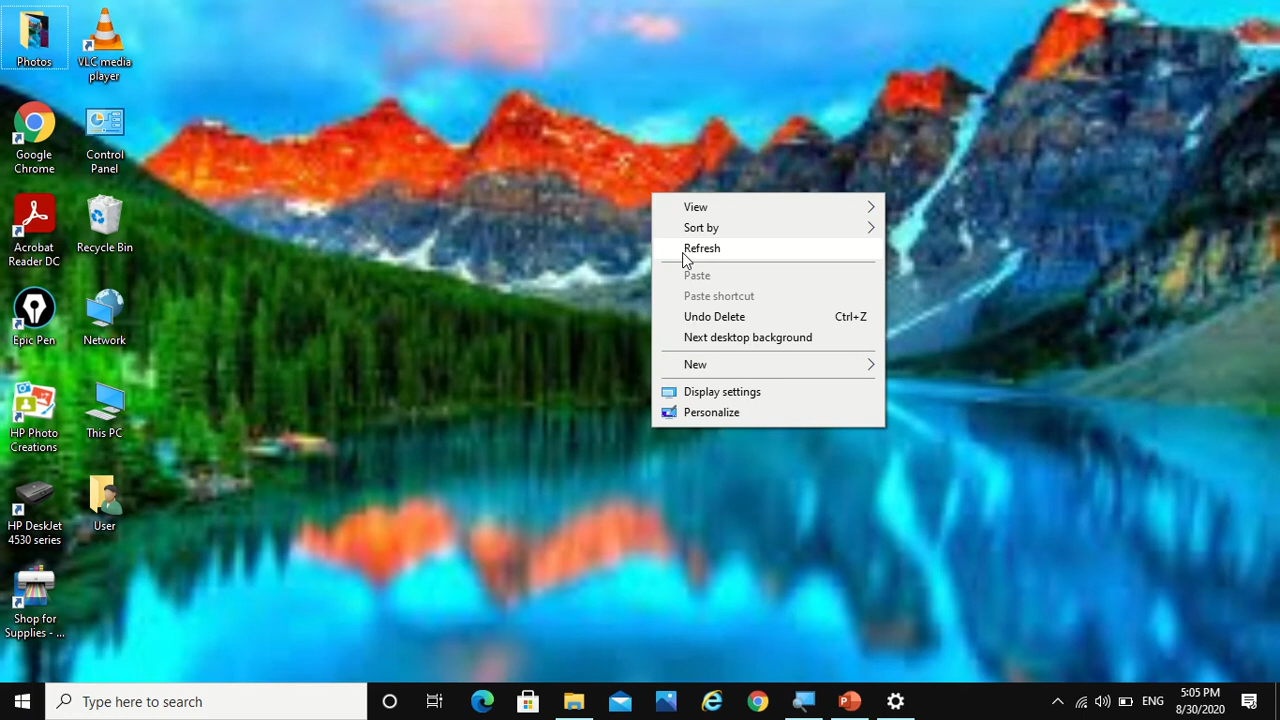 Photos
VLC media
player
Google
Chrome
Control
Panel
Acrobat
Reader DC
Recycle Bin
Epic Pen
Network
HP Photo
Creations
This PC
HP DeskJet
4530 series
User
Shop for
Supplies - ...
View
Sort by
Refresh
Paste
Paste shortcut
Undo Delete Ctrl+Z
Next desktop background
New
Display settings
Personalize
Type here to search
ENG
5:05 PM
8/30/2020